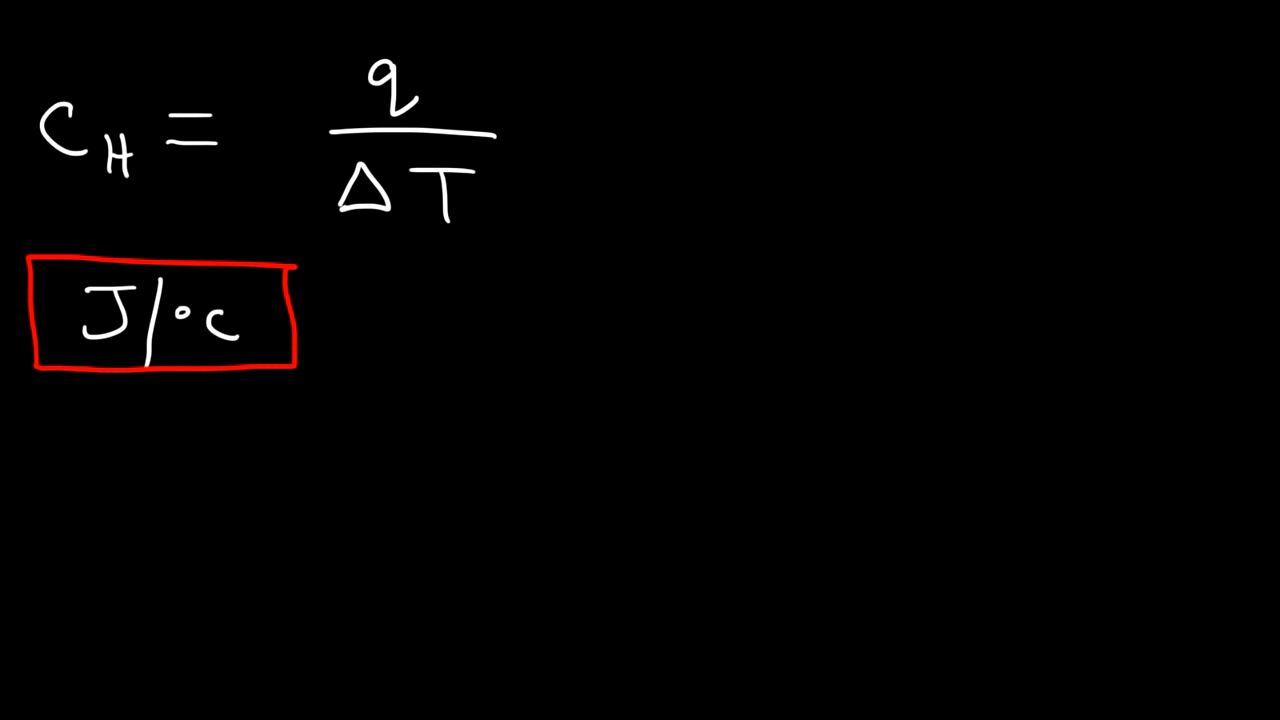 C_H = q / ΔT
J/°C